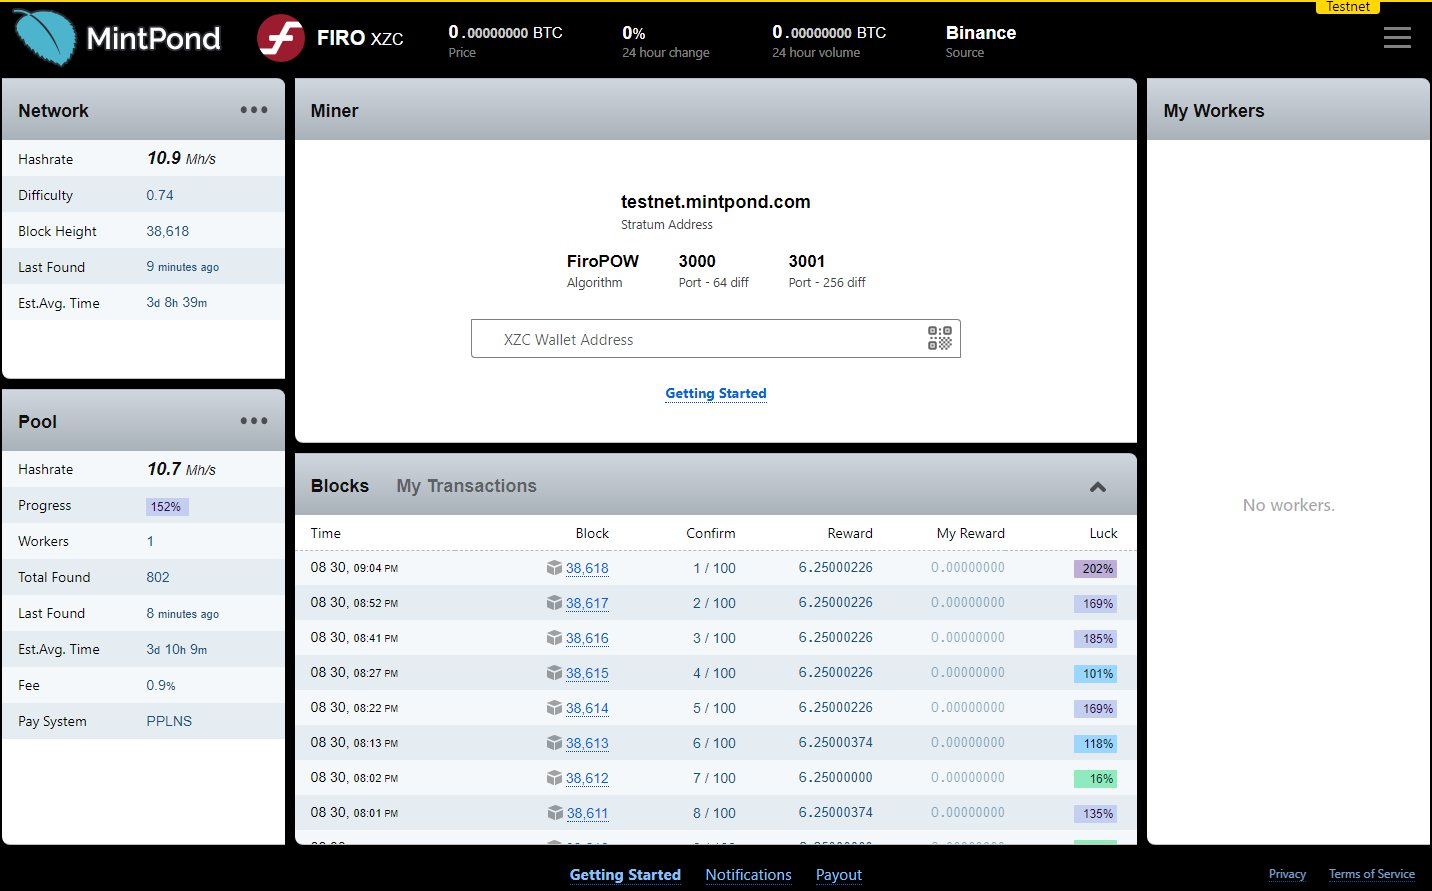 Testnet
MintPond
FIRO XZC
0.00000000 BTC
Price
0%
24 hour change
0.00000000 BTC
24 hour volume
Binance
Source
Network
Hashrate 10.9 Mh/s
Difficulty 0.74
Block Height 38,618
Last Found 9 minutes ago
Est.Avg. Time 3d 8h 39m
Pool
Hashrate 10.7 Mh/s
Progress 152%
Workers 1
Total Found 802
Last Found 8 minutes ago
Est.Avg. Time 3d 10h 9m
Fee 0.9%
Pay System PPLNS
Miner
testnet.mintpond.com
Stratum Address
FiroPOW 3000 3001
Algorithm Port - 64 diff Port - 256 diff
XZC Wallet Address
Getting Started
Blocks My Transactions
Time Block Confirm Reward My Reward Luck
08 30, 09:04 PM 38,618 1 / 100 6.25000226 0.00000000 202%
08 30, 08:52 PM 38,617 2 / 100 6.25000226 0.00000000 169%
08 30, 08:41 PM 38,616 3 / 100 6.25000226 0.00000000 185%
08 30, 08:27 PM 38,615 4 / 100 6.25000226 0.00000000 101%
08 30, 08:22 PM 38,614 5 / 100 6.25000226 0.00000000 169%
08 30, 08:13 PM 38,613 6 / 100 6.25000374 0.00000000 118%
08 30, 08:02 PM 38,612 7 / 100 6.25000000 0.00000000 16%
08 30, 08:01 PM 38,611 8 / 100 6.25000374 0.00000000 135%
My Workers
No workers.
Getting Started Notifications Payout
Privacy Terms of Service